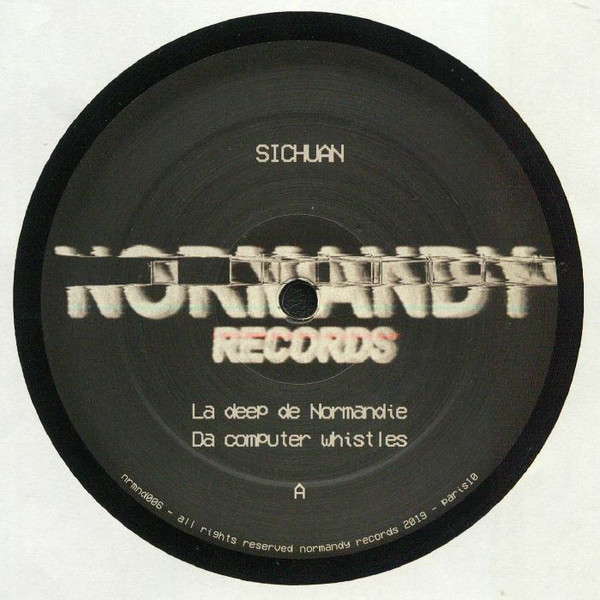 SICHUAN
NORMANDY
RECORDS
La deep de Normandie
Da computer whistles
A
nrmnd006 - all rights reserved normandy records 2019 - paris10